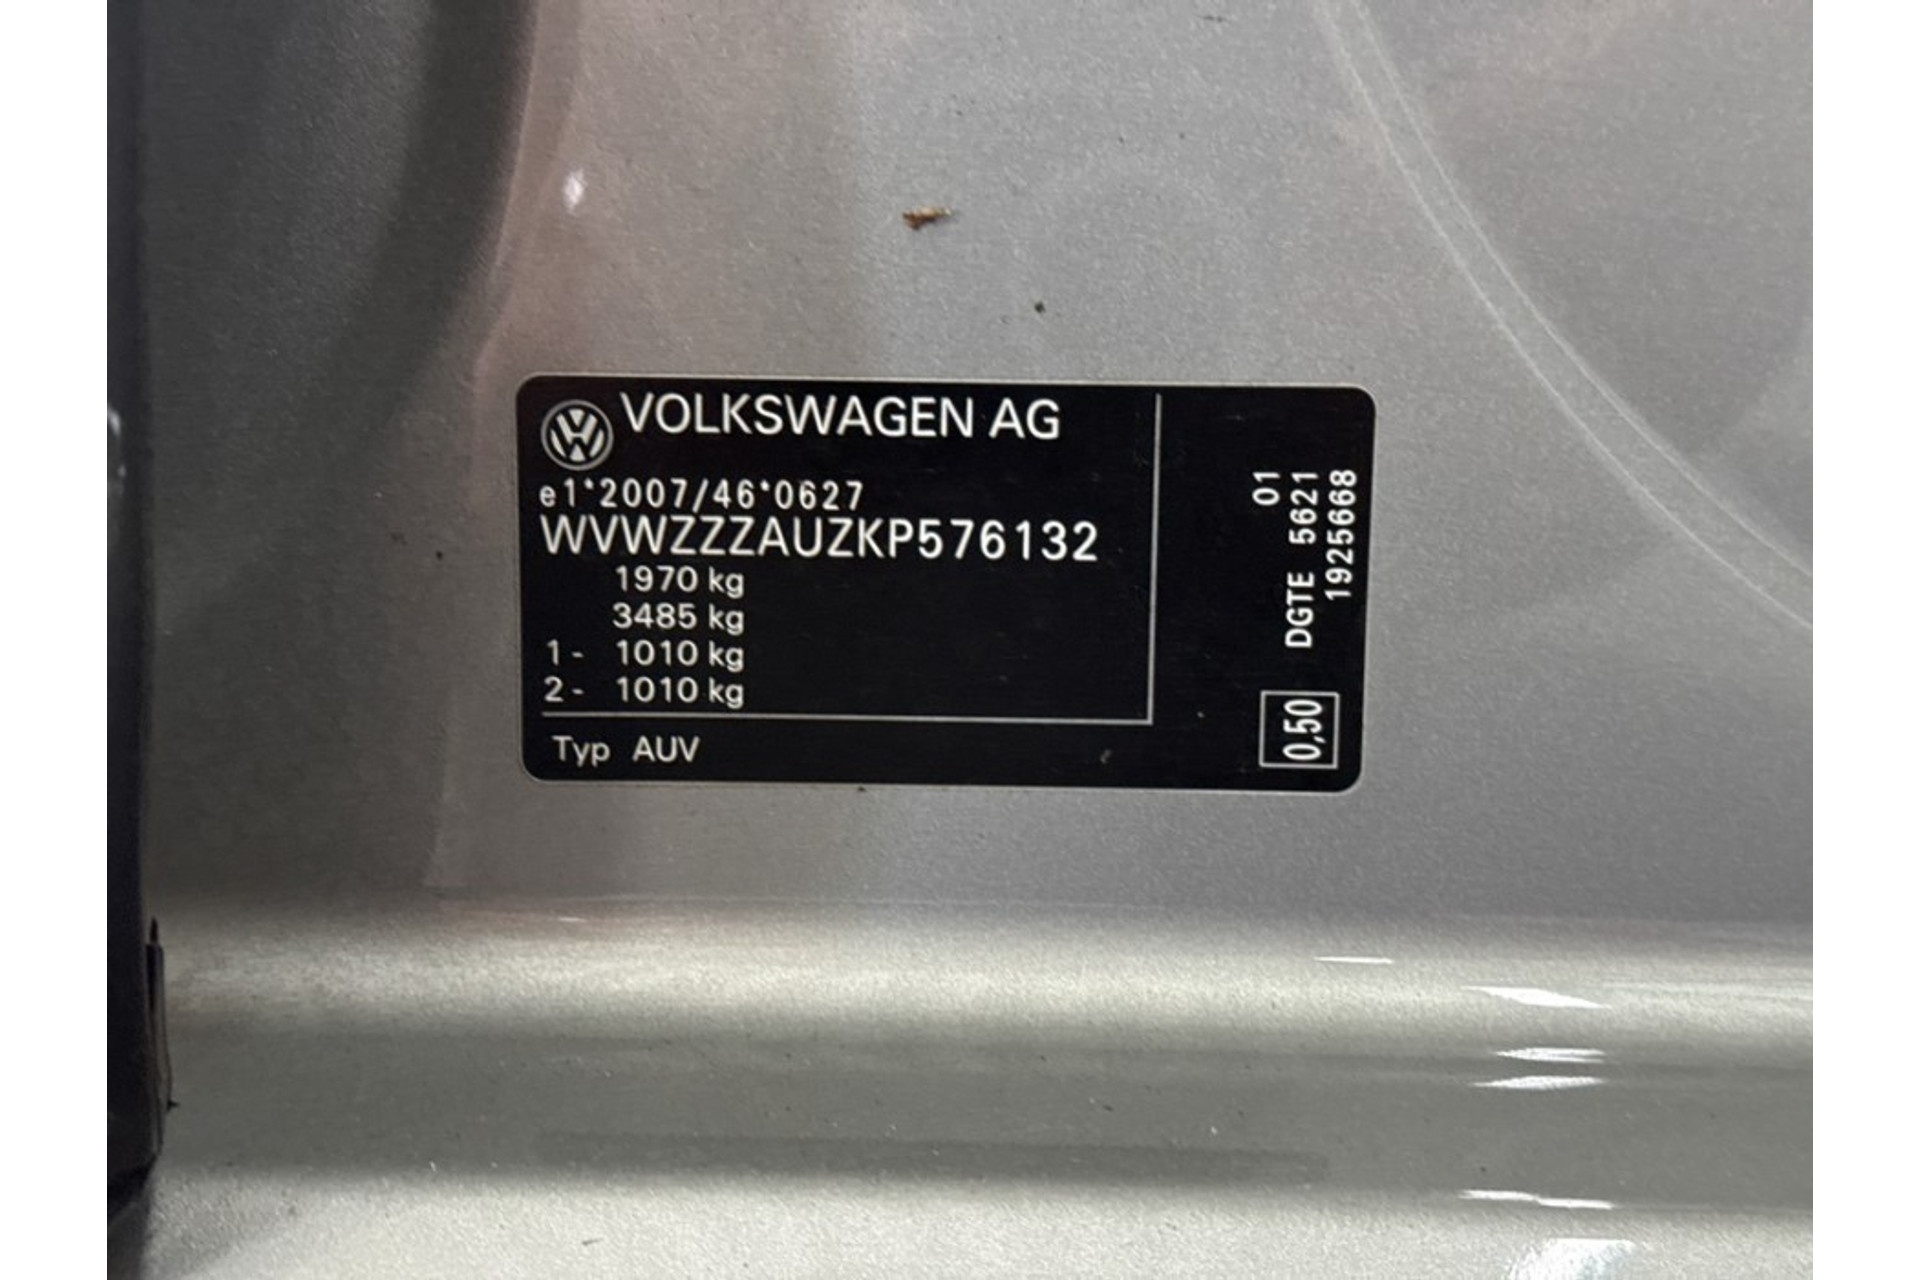 VOLKSWAGEN AG
e1*2007/46*0627
WVWZZZAUZKP576132
1970 kg
3485 kg
1- 1010 kg
2- 1010 kg
Typ AUV
01
DGTE 5621
1925668
0,50